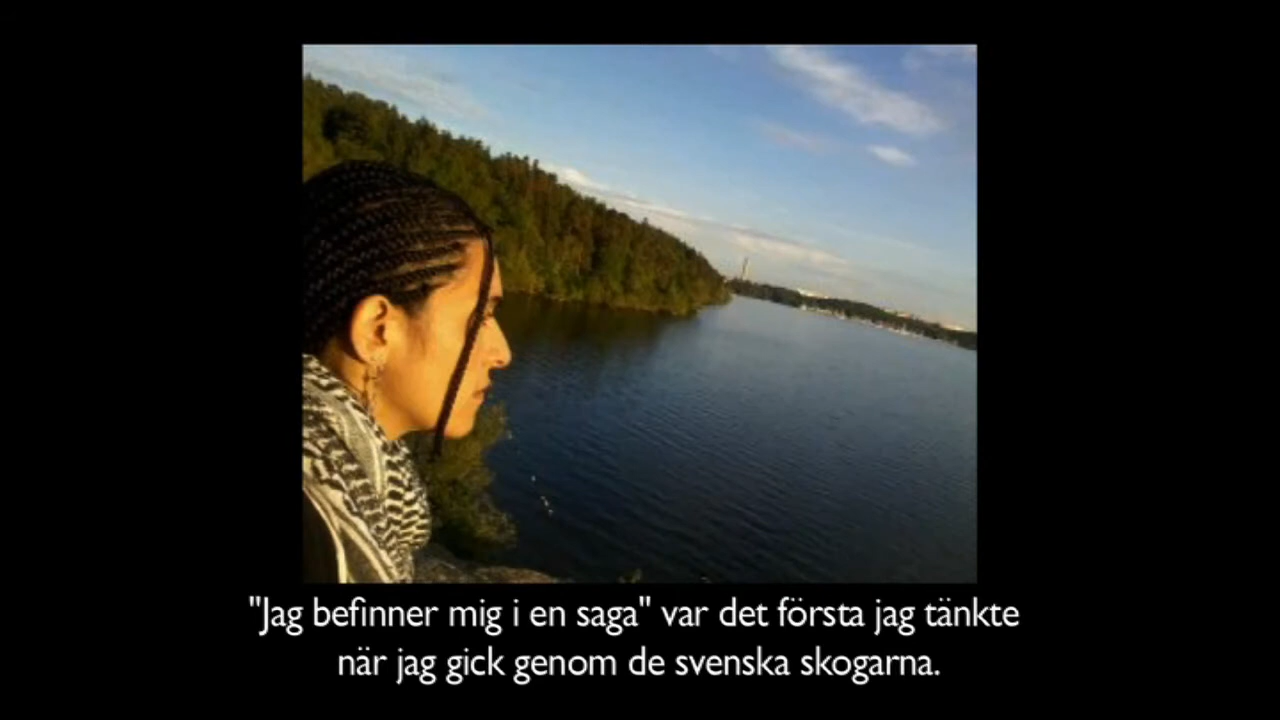 "Jag befinner mig i en saga" var det första jag tänkte
när jag gick genom de svenska skogarna.